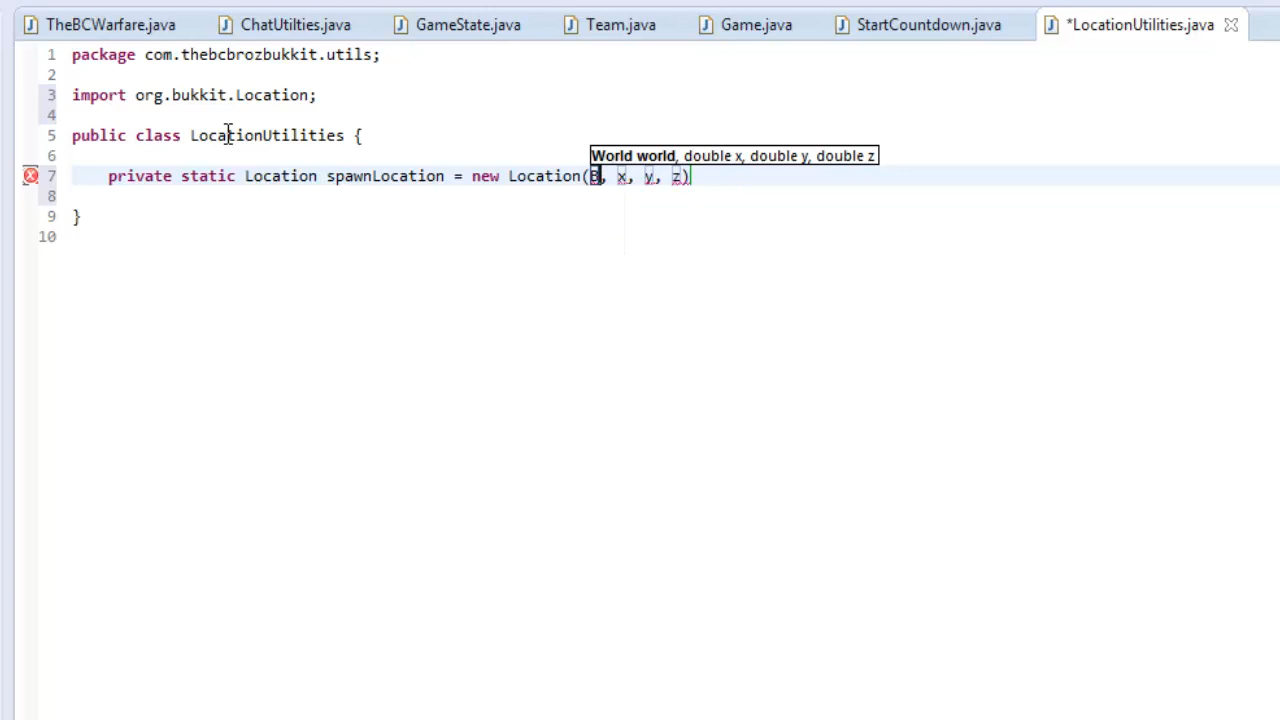 TheBCWarfare.java ChatUtilties.java GameState.java Team.java Game.java StartCountdown.java *LocationUtilities.java
1 package com.thebcbrozbukkit.utils;
2
3 import org.bukkit.Location;
4
5 public class LocationUtilities {
6
World world, double x, double y, double z
7 private static Location spawnLocation = new Location(B, x, y, z)
8
9 }
10